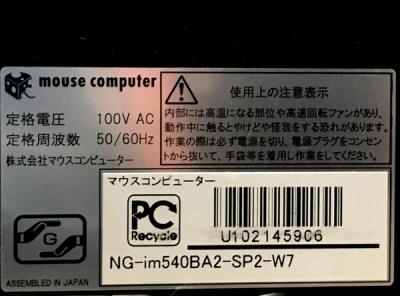 mouse computer
定格電圧 100V AC
定格周波数 50/60Hz
株式会社マウスコンピューター
使用上の注意表示
内部には高温になる部位や高速回転ファンがあり、
動作中に触るとやけどや怪我をする恐れがあります。
作業の際は必ず電源を切り、電源プラグをコンセン
トから抜いて、手袋等を着用し作業をしてください。
マウスコンピューター
PC
Recycle
U102145906
NG-im540BA2-SP2-W7
G
ASSEMBLED IN JAPAN